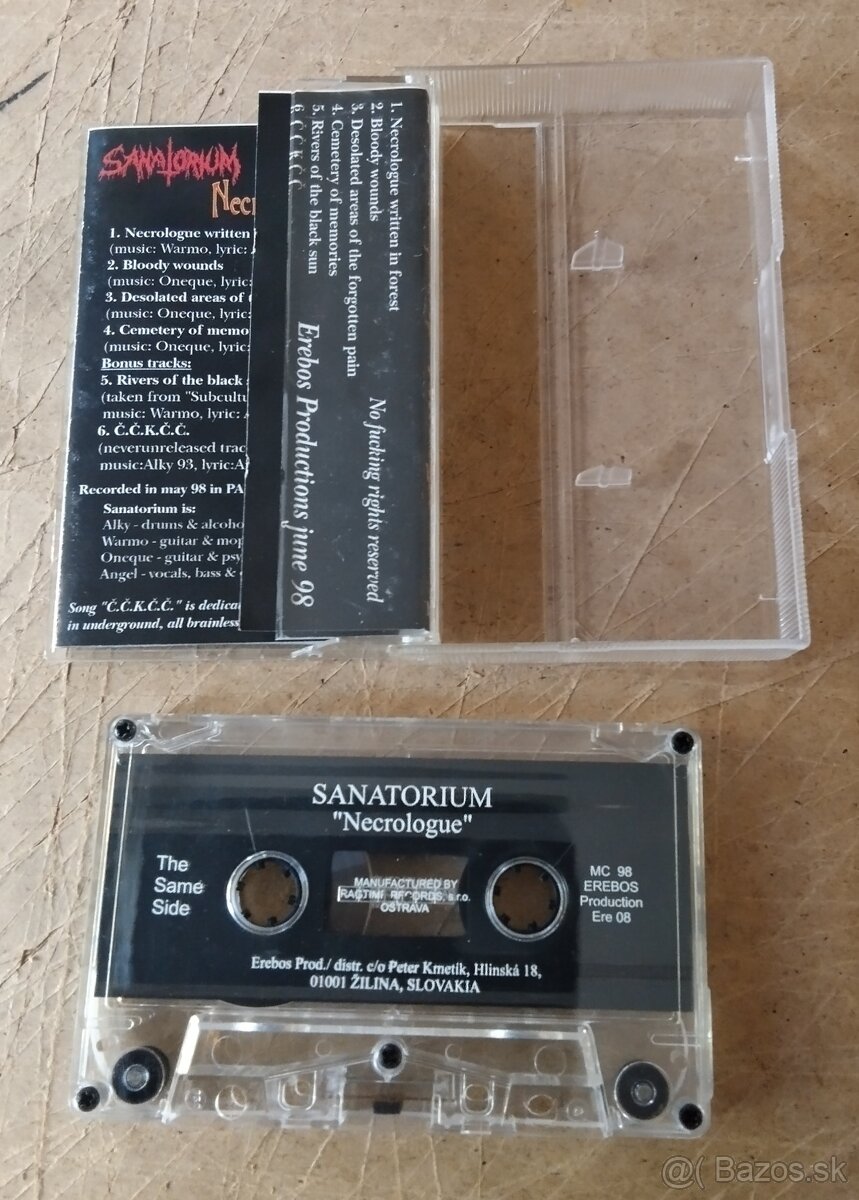 SANATORIUM
Nec
1. Necrologue written
(music: Warmo, lyric:
2. Bloody wounds
(music: Oneque, lyric:
3. Desolated areas of
(music: Oneque, lyric:
4. Cemetery of memo
(music: Oneque, lyric:
Bonus tracks:
5. Rivers of the black
(taken from "Subcultu
music: Warmo, lyric:
6. Č.Č.K.Č.Č.
(neverunreleased trac
music:Alky 93, lyric:A
Recorded in may 98 in PA
Sanatorium is:
Alky - drums & alcoho
Warmo - guitar & mop
Oneque - guitar & psy
Angel - vocals, bass &
Song "Č.Č.K.Č.Č." is dedicat
in underground, all brainles
1. Necrologue written in forest
2. Bloody wounds
3. Desolated areas of the forgotten pain
4. Cemetery of memories
5. Rivers of the black sun
6. Č.Č.K.Č.Č.
No fucking rights reserved
Erebos Productions june 98
SANATORIUM
"Necrologue"
The
Same
Side
MANUFACTURED BY
RAGTIME RECORDS, s.r.o.
OSTRAVA
MC 98
EREBOS
Production
Ere 08
Erebos Prod./ distr. c/o Peter Kmetík, Hlinská 18,
01001 ŽILINA, SLOVAKIA
@( Bazos.sk